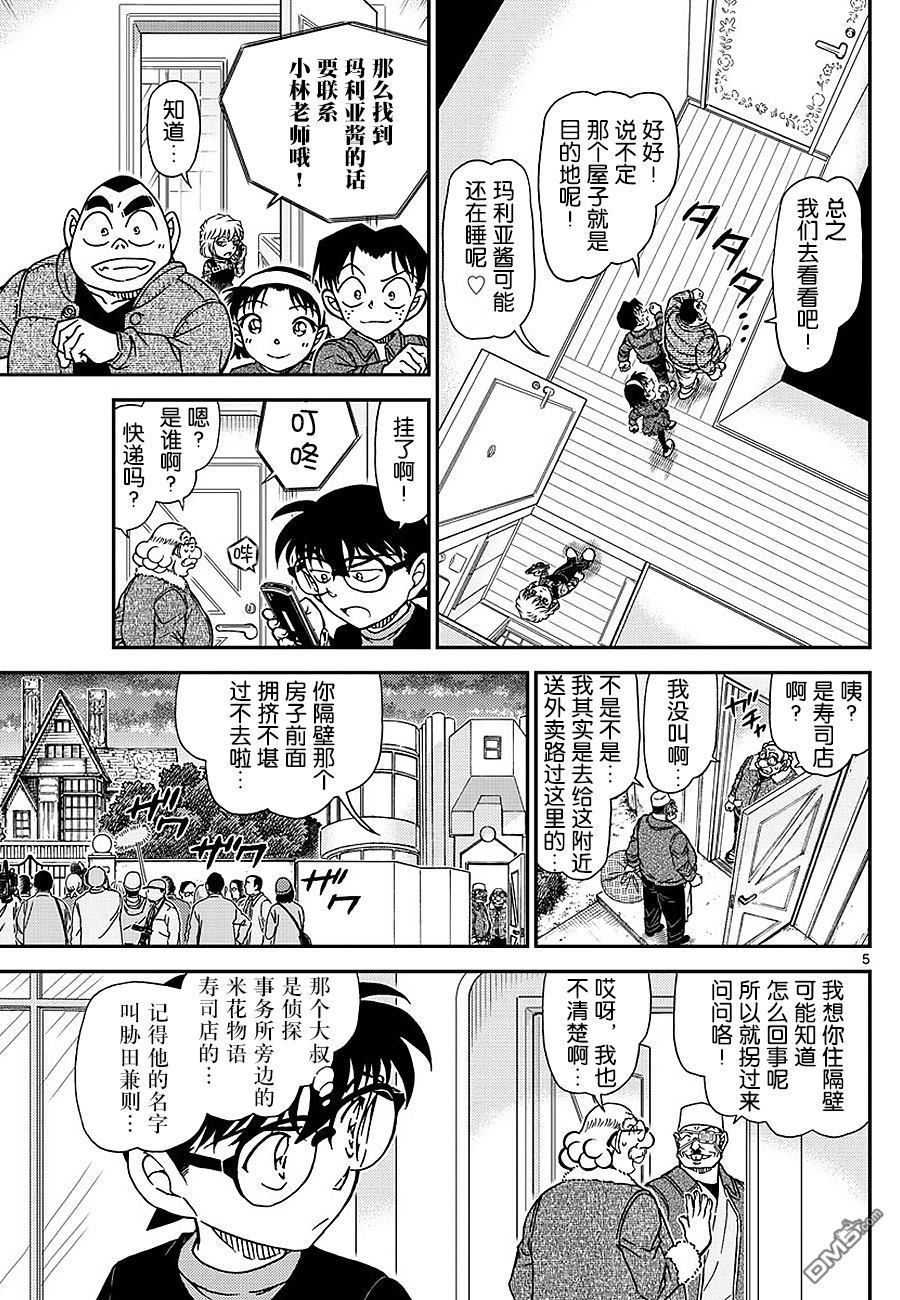 总之
我们去看看吧！
タタタ…
好好！
说不定
那个屋子就是
目的地呢！
玛利亚酱可能
还在睡呢♡
那么找到
玛利亚酱的话
要联系
小林老师哦！
知道…
挂了啊！
叮咚
哔
嗯？
是谁啊？
快递吗？
咦？
是寿司店
啊？
我没叫啊…
不是不是…
我其实是去给这附近
送外卖路过这里的…
你隔壁那个
房子前面
拥挤不堪
过不去啦…
ザワ
ザワ
ザワ
5
我想你住隔壁
可能知道
怎么回事呢
所以就拐过来
问问咯！
哎呀，我也
不清楚啊…
那个大叔
是侦探
事务所旁边的
米花物语
寿司店的…
记得他的名字
叫胁田兼则…
DM5.com